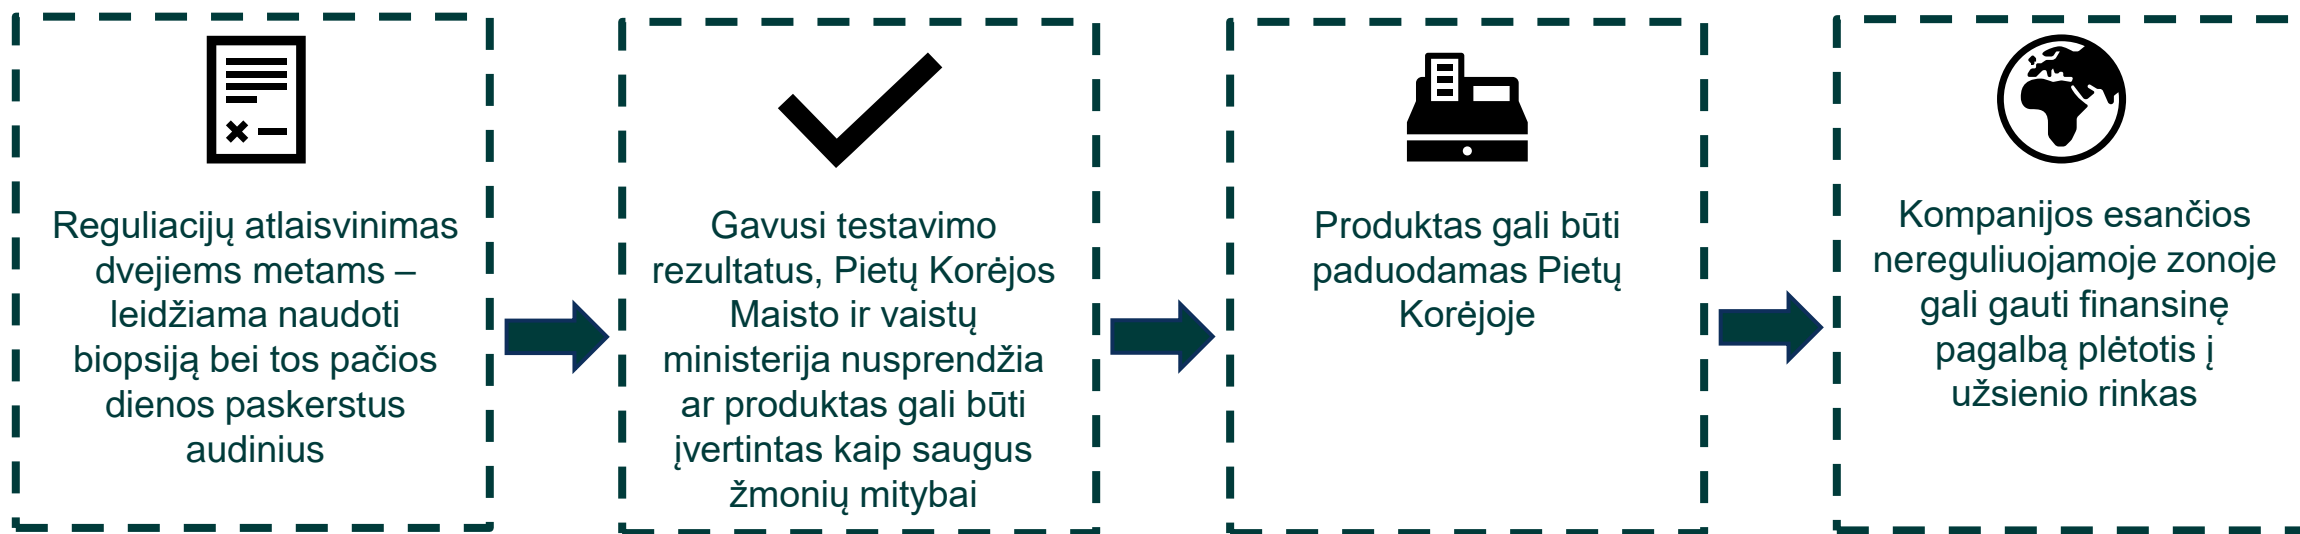 Reguliacijų atlaisvinimas
dvejiems metams –
leidžiama naudoti
biopsiją bei tos pačios
dienos paskerstus
audinius
Gavusi testavimo
rezultatus, Pietų Korėjos
Maisto ir vaistų
ministerija nusprendžia
ar produktas gali būti
įvertintas kaip saugus
žmonių mitybai
Produktas gali būti
paduodamas Pietų
Korėjoje
Kompanijos esančios
nereguliuojamoje zonoje
gali gauti finansinę
pagalbą plėtotis į
užsienio rinkas